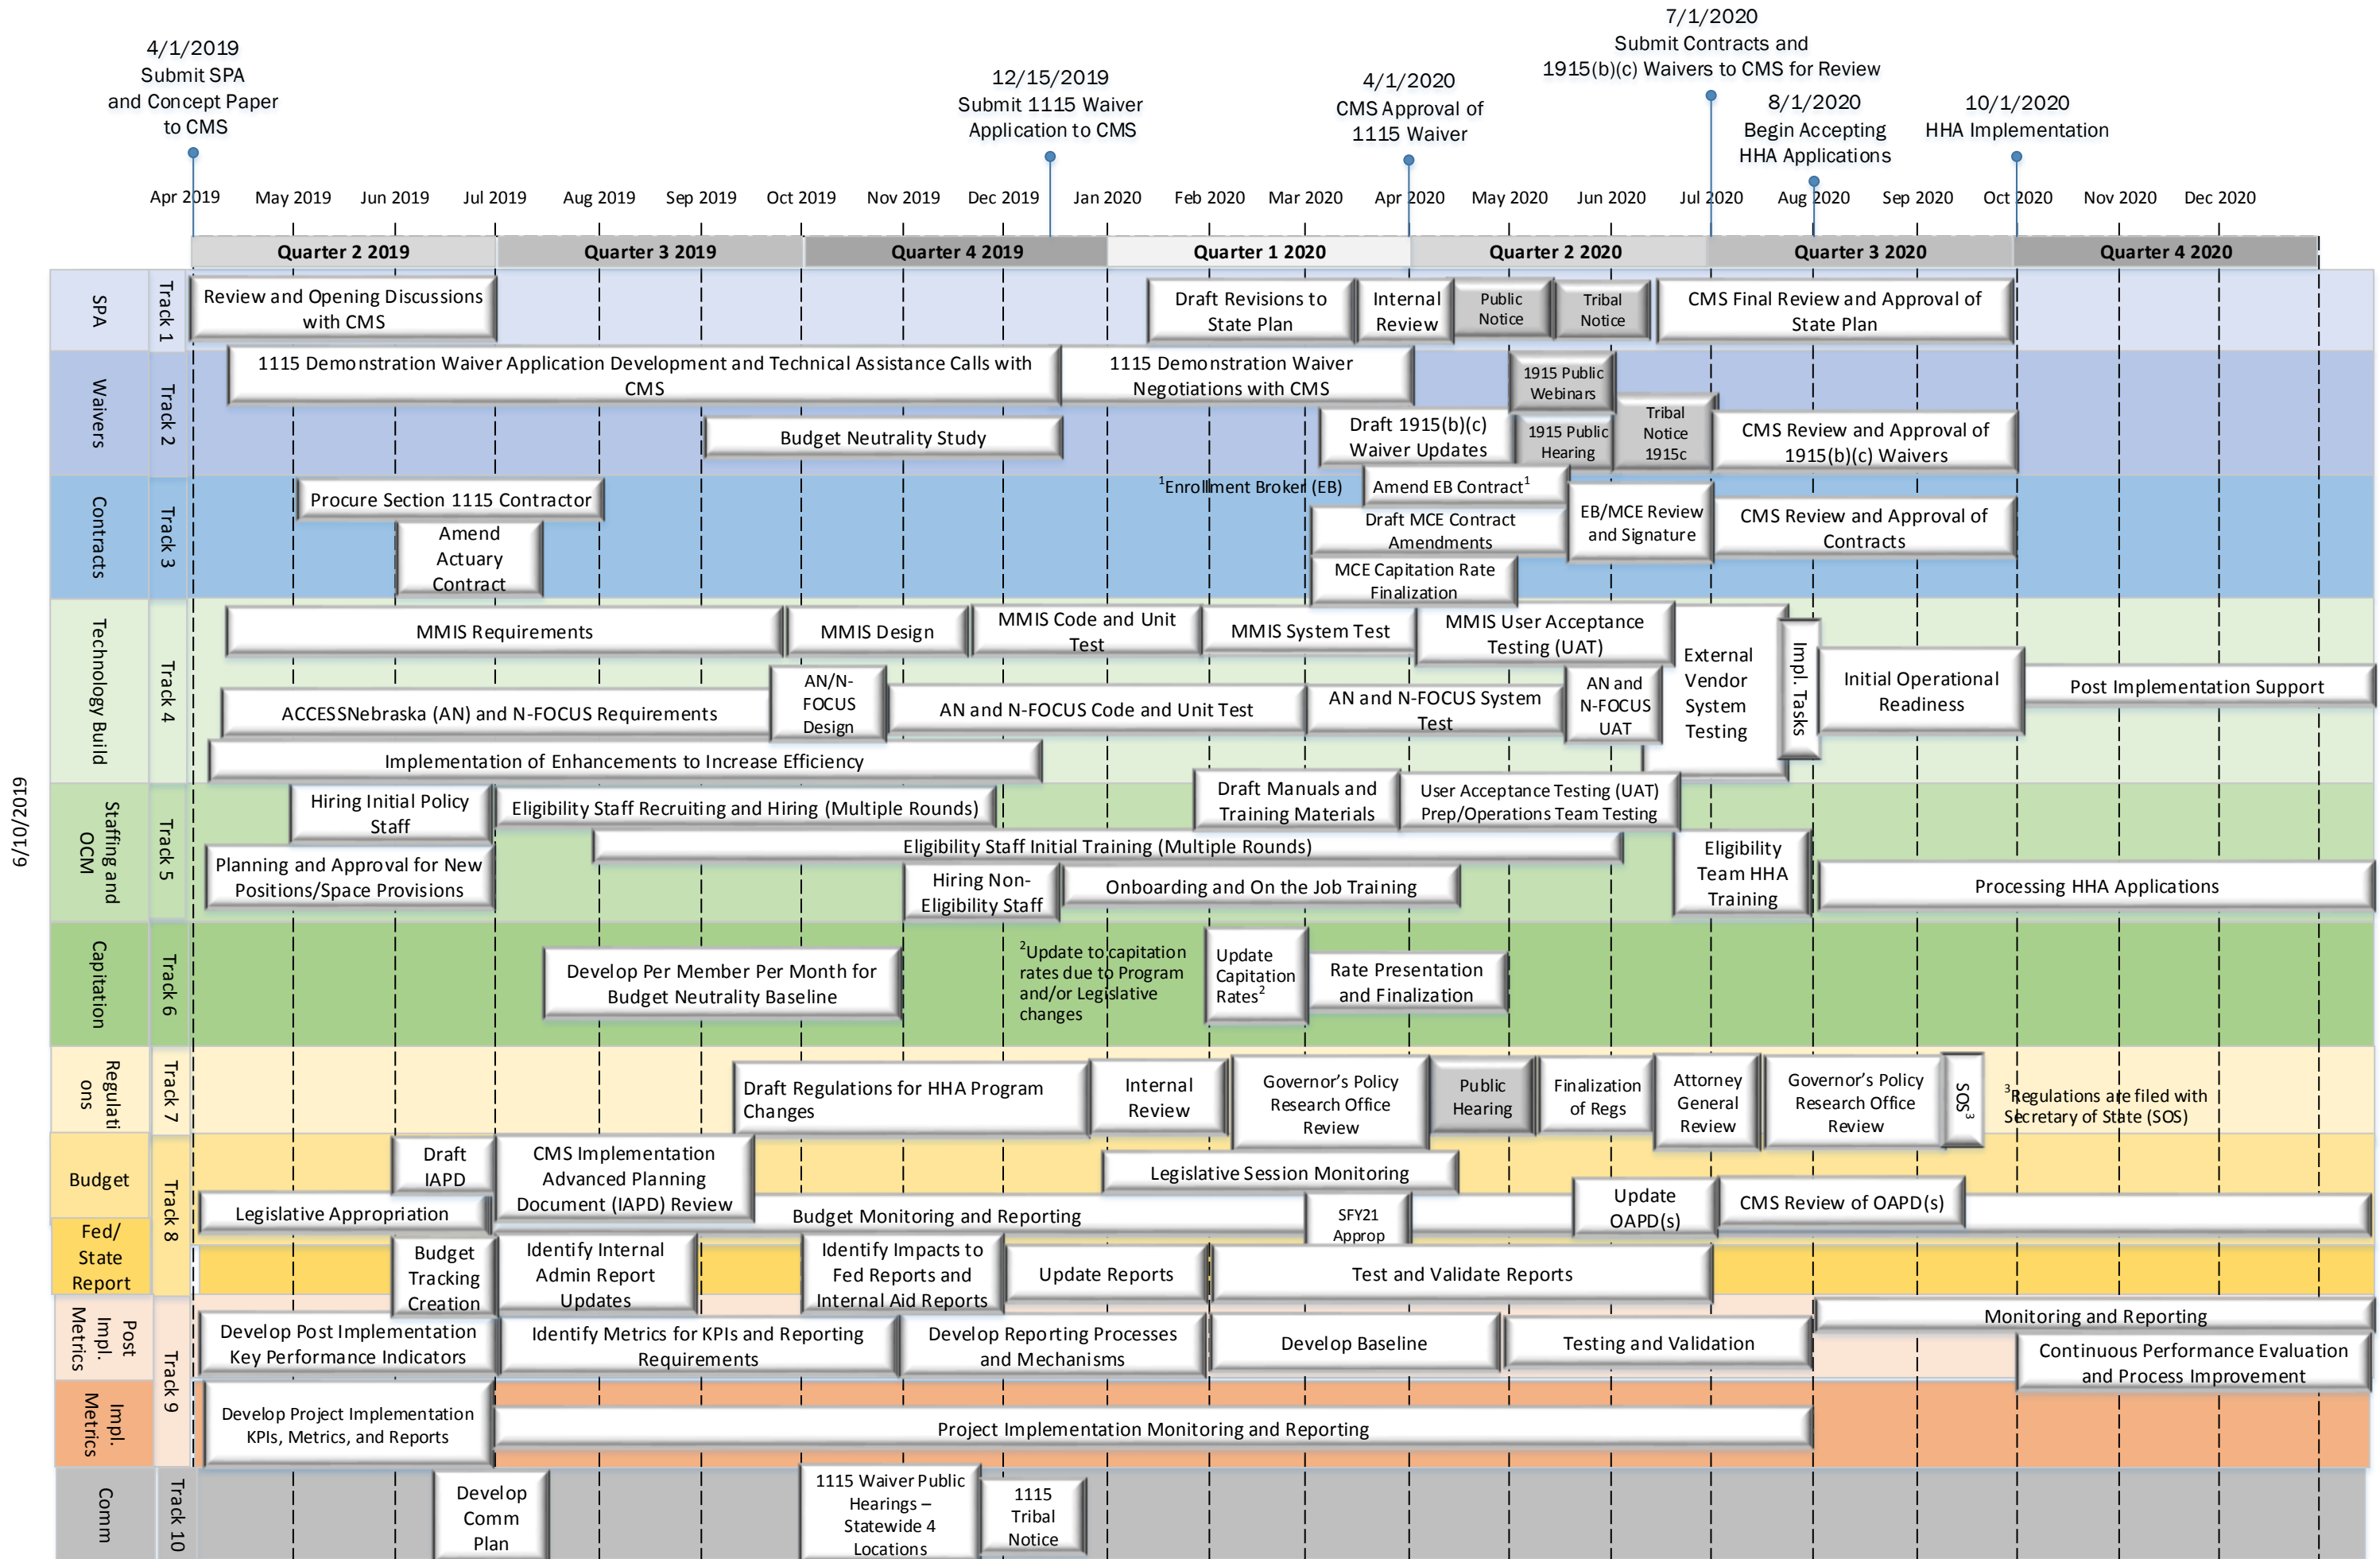 7/1/2020
Submit Contracts and
1915(b)(c) Waivers to CMS for Review
4/1/2019
Submit SPA
and Concept Paper
to CMS
12/15/2019
Submit 1115 Waiver
Application to CMS
4/1/2020
CMS Approval of
1115 Waiver
8/1/2020
Begin Accepting
HHA Applications
10/1/2020
HHA Implementation
Apr 2019 May 2019 Jun 2019 Jul 2019 Aug 2019 Sep 2019 Oct 2019 Nov 2019 Dec 2019 Jan 2020 Feb 2020 Mar 2020 Apr 2020 May 2020 Jun 2020 Jul 2020 Aug 2020 Sep 2020 Oct 2020 Nov 2020 Dec 2020
Quarter 2 2019 Quarter 3 2019 Quarter 4 2019 Quarter 1 2020 Quarter 2 2020 Quarter 3 2020 Quarter 4 2020
SPA
Track 1
Review and Opening Discussions
with CMS
Draft Revisions to
State Plan
Internal
Review
Public
Notice
Tribal
Notice
CMS Final Review and Approval of
State Plan
Waivers
Track 2
1115 Demonstration Waiver Application Development and Technical Assistance Calls with
CMS
1115 Demonstration Waiver
Negotiations with CMS
1915 Public
Webinars
Budget Neutrality Study
Draft 1915(b)(c)
Waiver Updates
1915 Public
Hearing
Tribal
Notice
1915c
CMS Review and Approval of
1915(b)(c) Waivers
Contracts
Track 3
Procure Section 1115 Contractor
Amend
Actuary
Contract
1Enrollment Broker (EB)
Amend EB Contract1
Draft MCE Contract
Amendments
MCE Capitation Rate
Finalization
EB/MCE Review
and Signature
CMS Review and Approval of
Contracts
Technology Build
Track 4
MMIS Requirements
MMIS Design
MMIS Code and Unit
Test
MMIS System Test
MMIS User Acceptance
Testing (UAT)
External
Vendor
System
Testing
Impl. Tasks
Initial Operational
Readiness
Post Implementation Support
ACCESSNebraska (AN) and N-FOCUS Requirements
AN/N-
FOCUS
Design
AN and N-FOCUS Code and Unit Test
AN and N-FOCUS System
Test
AN and
N-FOCUS
UAT
Implementation of Enhancements to Increase Efficiency
6/10/2019
Staffing and
OCM
Track 5
Hiring Initial Policy
Staff
Eligibility Staff Recruiting and Hiring (Multiple Rounds)
Draft Manuals and
Training Materials
User Acceptance Testing (UAT)
Prep/Operations Team Testing
Planning and Approval for New
Positions/Space Provisions
Eligibility Staff Initial Training (Multiple Rounds)
Hiring Non-
Eligibility Staff
Onboarding and On the Job Training
Eligibility
Team HHA
Training
Processing HHA Applications
Capitation
Track 6
Develop Per Member Per Month for
Budget Neutrality Baseline
2Update to capitation
rates due to Program
and/or Legislative
changes
Update
Capitation
Rates2
Rate Presentation
and Finalization
Regulati
ons
Track 7
Draft Regulations for HHA Program
Changes
Internal
Review
Governor's Policy
Research Office
Review
Public
Hearing
Finalization
of Regs
Attorney
General
Review
Governor's Policy
Research Office
Review
SOS3
3Regulations are filed with
Secretary of State (SOS)
Budget
Track 8
Draft
IAPD
CMS Implementation
Advanced Planning
Document (IAPD) Review
Legislative Session Monitoring
Legislative Appropriation
Budget Monitoring and Reporting
SFY21
Approp
Update
OAPD(s)
CMS Review of OAPD(s)
Fed/
State
Report
Budget
Tracking
Creation
Identify Internal
Admin Report
Updates
Identify Impacts to
Fed Reports and
Internal Aid Reports
Update Reports
Test and Validate Reports
Post
Impl.
Metrics
Track 9
Develop Post Implementation
Key Performance Indicators
Identify Metrics for KPIs and Reporting
Requirements
Develop Reporting Processes
and Mechanisms
Develop Baseline
Testing and Validation
Monitoring and Reporting
Continuous Performance Evaluation
and Process Improvement
Impl.
Metrics
Develop Project Implementation
KPIs, Metrics, and Reports
Project Implementation Monitoring and Reporting
Comm
Track 10
Develop
Comm
Plan
1115 Waiver Public
Hearings –
Statewide 4
Locations
1115
Tribal
Notice